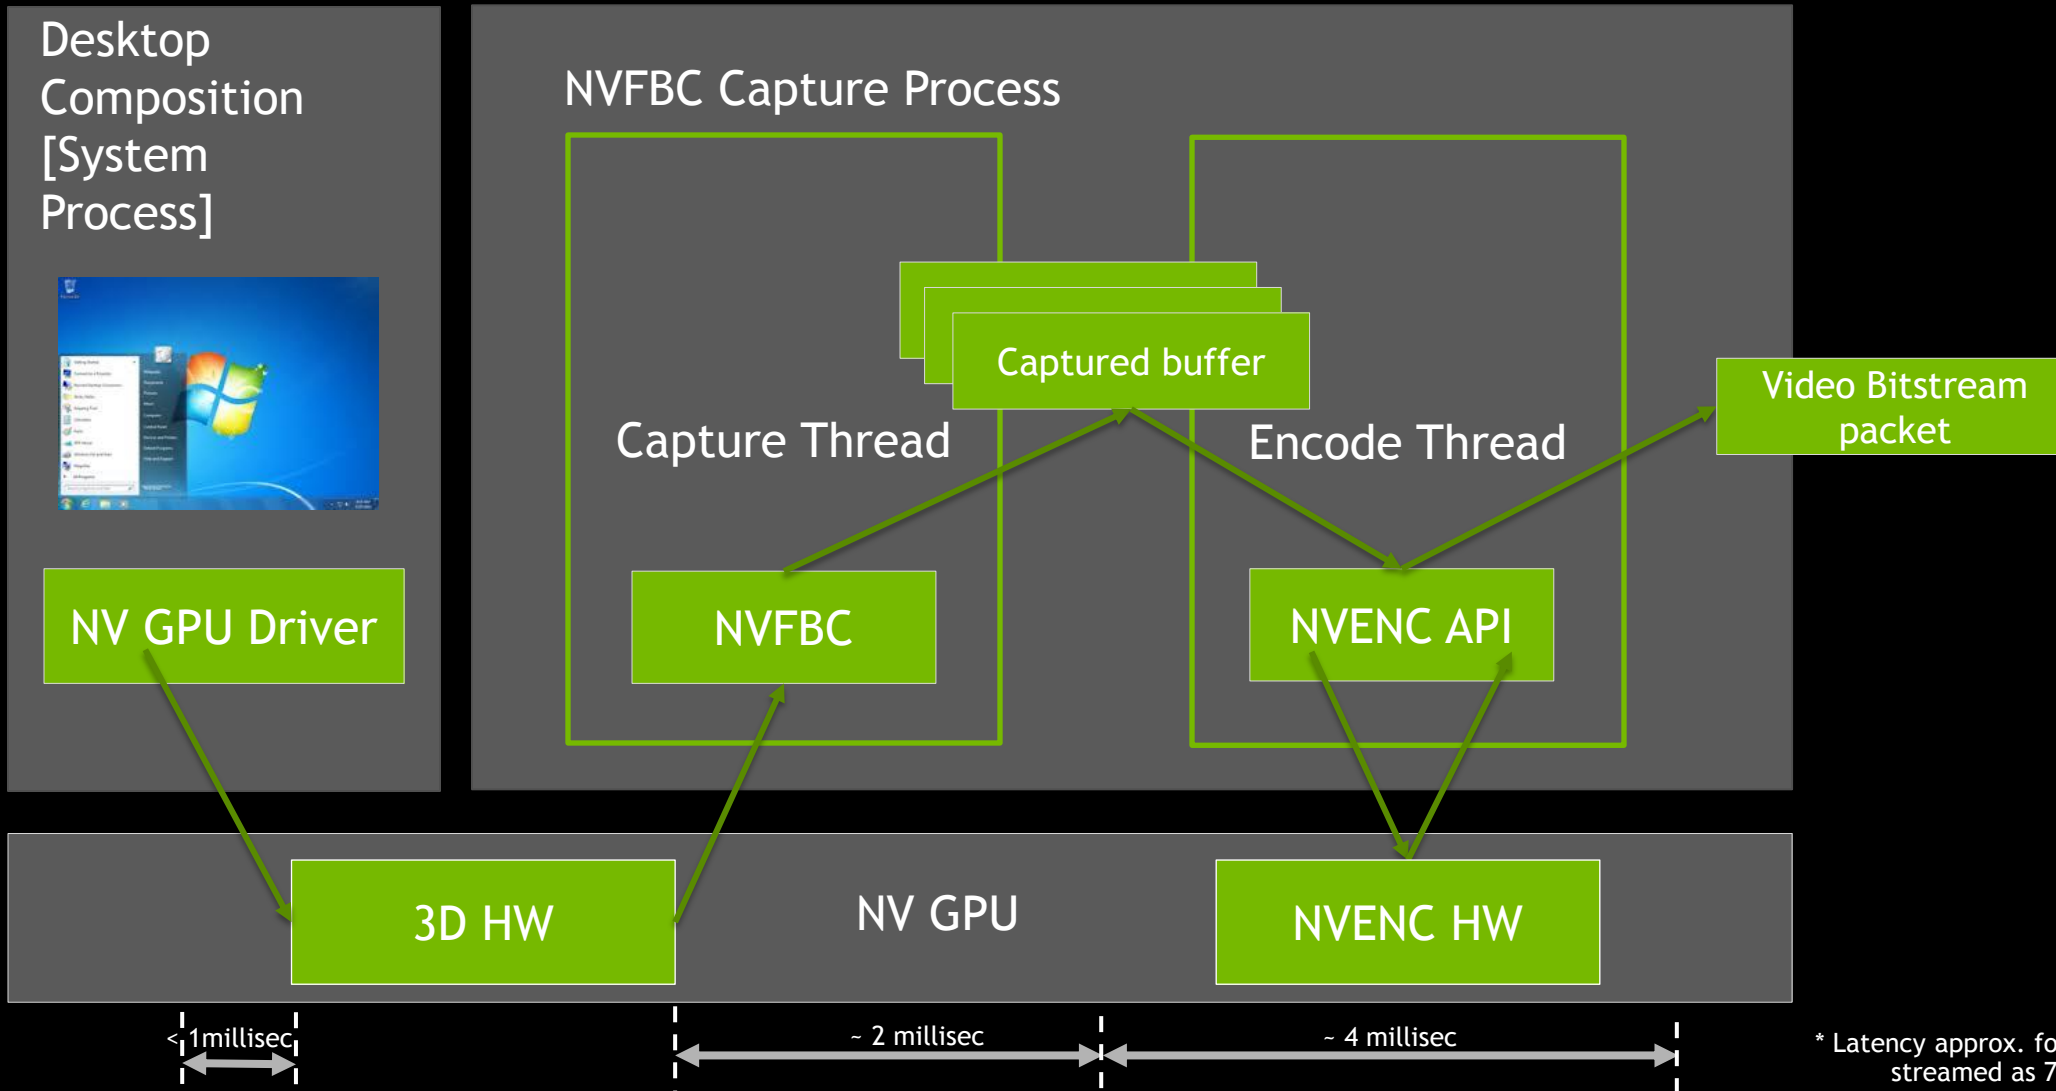 Desktop
Composition
[System
Process]
NVFBC Capture Process
Captured buffer
Capture Thread
Encode Thread
Video Bitstream
packet
NV GPU Driver
NVFBC
NVENC API
3D HW
NV GPU
NVENC HW
< 1millisec
~ 2 millisec
~ 4 millisec
* Latency approx. fo
streamed as 7